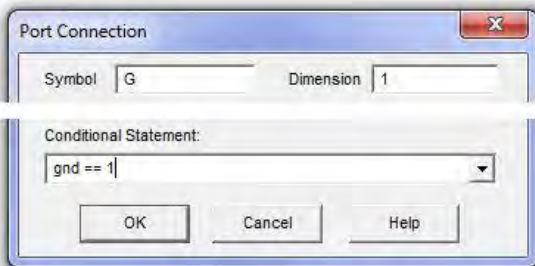 Port Connection
Symbol G Dimension 1
Conditional Statement:
gnd == 1
OK Cancel Help